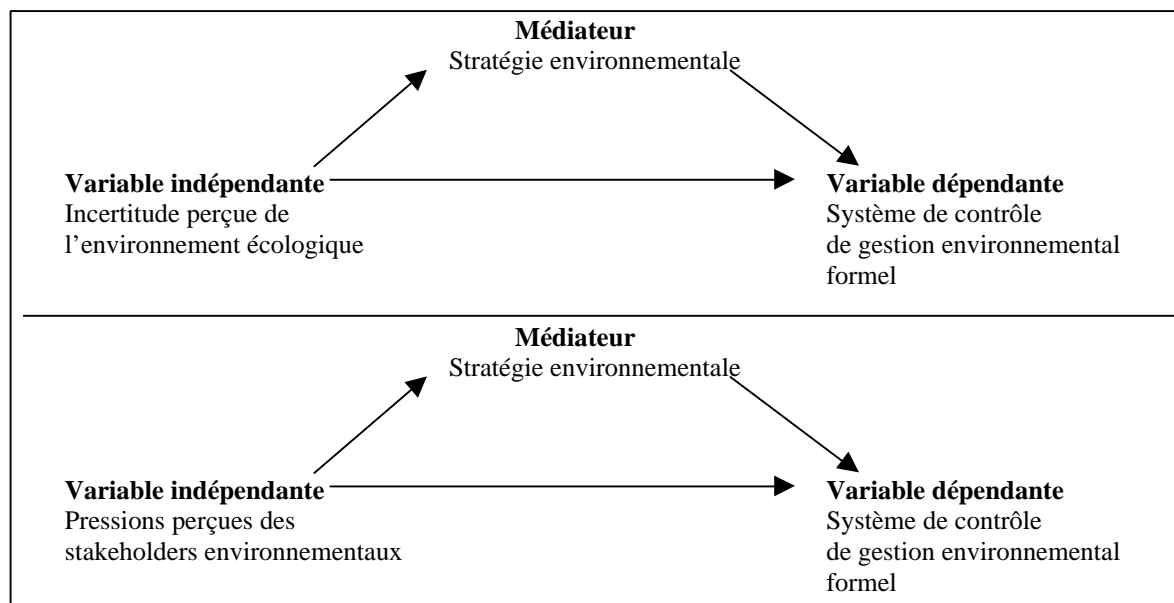 Médiateur
Stratégie environnementale
Variable indépendante
Incertitude perçue de
l’environnement écologique
Variable dépendante
Système de contrôle
de gestion environnemental
formel
Médiateur
Stratégie environnementale
Variable indépendante
Pressions perçues des
stakeholders environnementaux
Variable dépendante
Système de contrôle
de gestion environnemental
formel